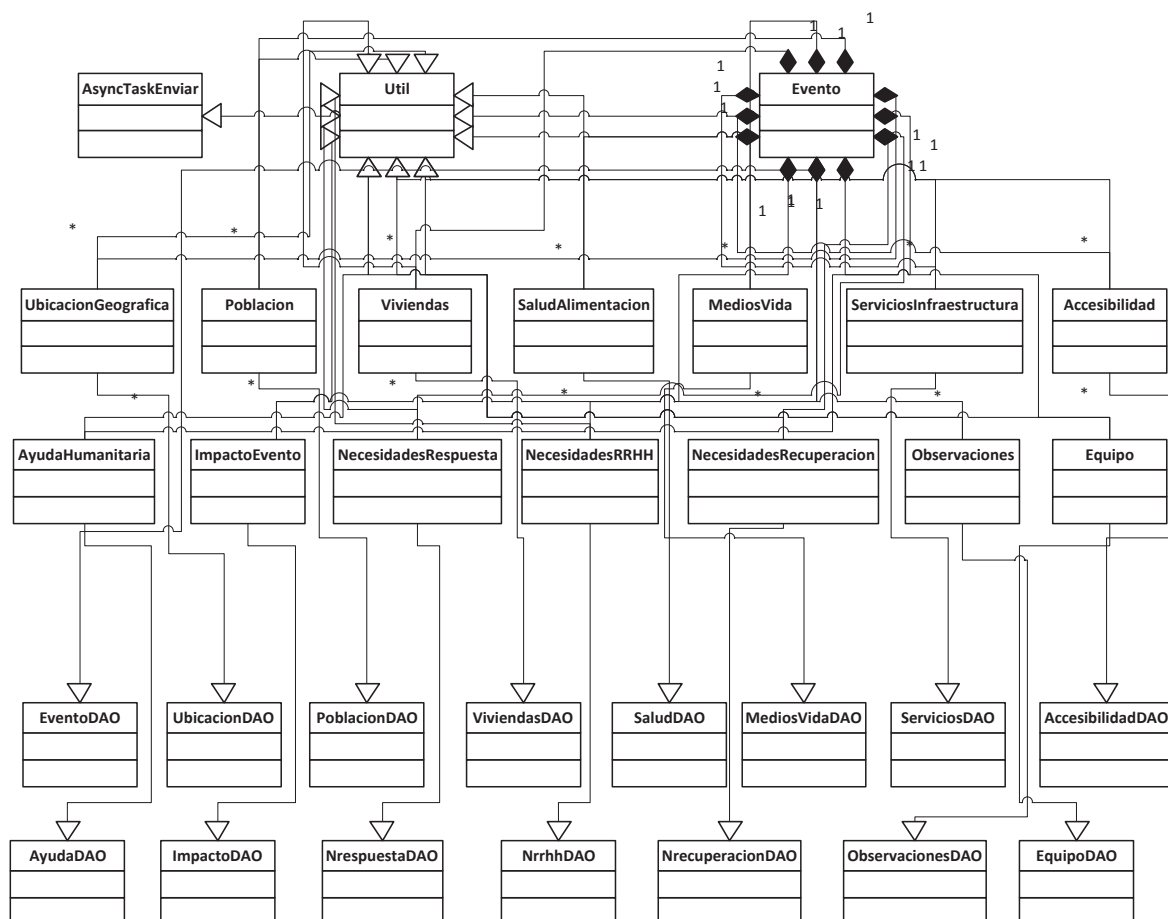 1
1
1
AsyncTaskEnviar
Util
Evento
1
1
1
1
1
1 1
1
1
1
1
*
*
*
*
*
*
*
UbicacionGeografica
Poblacion
Viviendas
SaludAlimentacion
MediosVida
ServiciosInfraestructura
Accesibilidad
*
*
*
*
*
*
*
AyudaHumanitaria
ImpactoEvento
NecesidadesRespuesta
NecesidadesRRHH
NecesidadesRecuperacion
Observaciones
Equipo
EventoDAO
UbicacionDAO
PoblacionDAO
ViviendasDAO
SaludDAO
MediosVidaDAO
ServiciosDAO
AccesibilidadDAO
AyudaDAO
ImpactoDAO
NrespuestaDAO
NrrhhDAO
NrecuperacionDAO
ObservacionesDAO
EquipoDAO